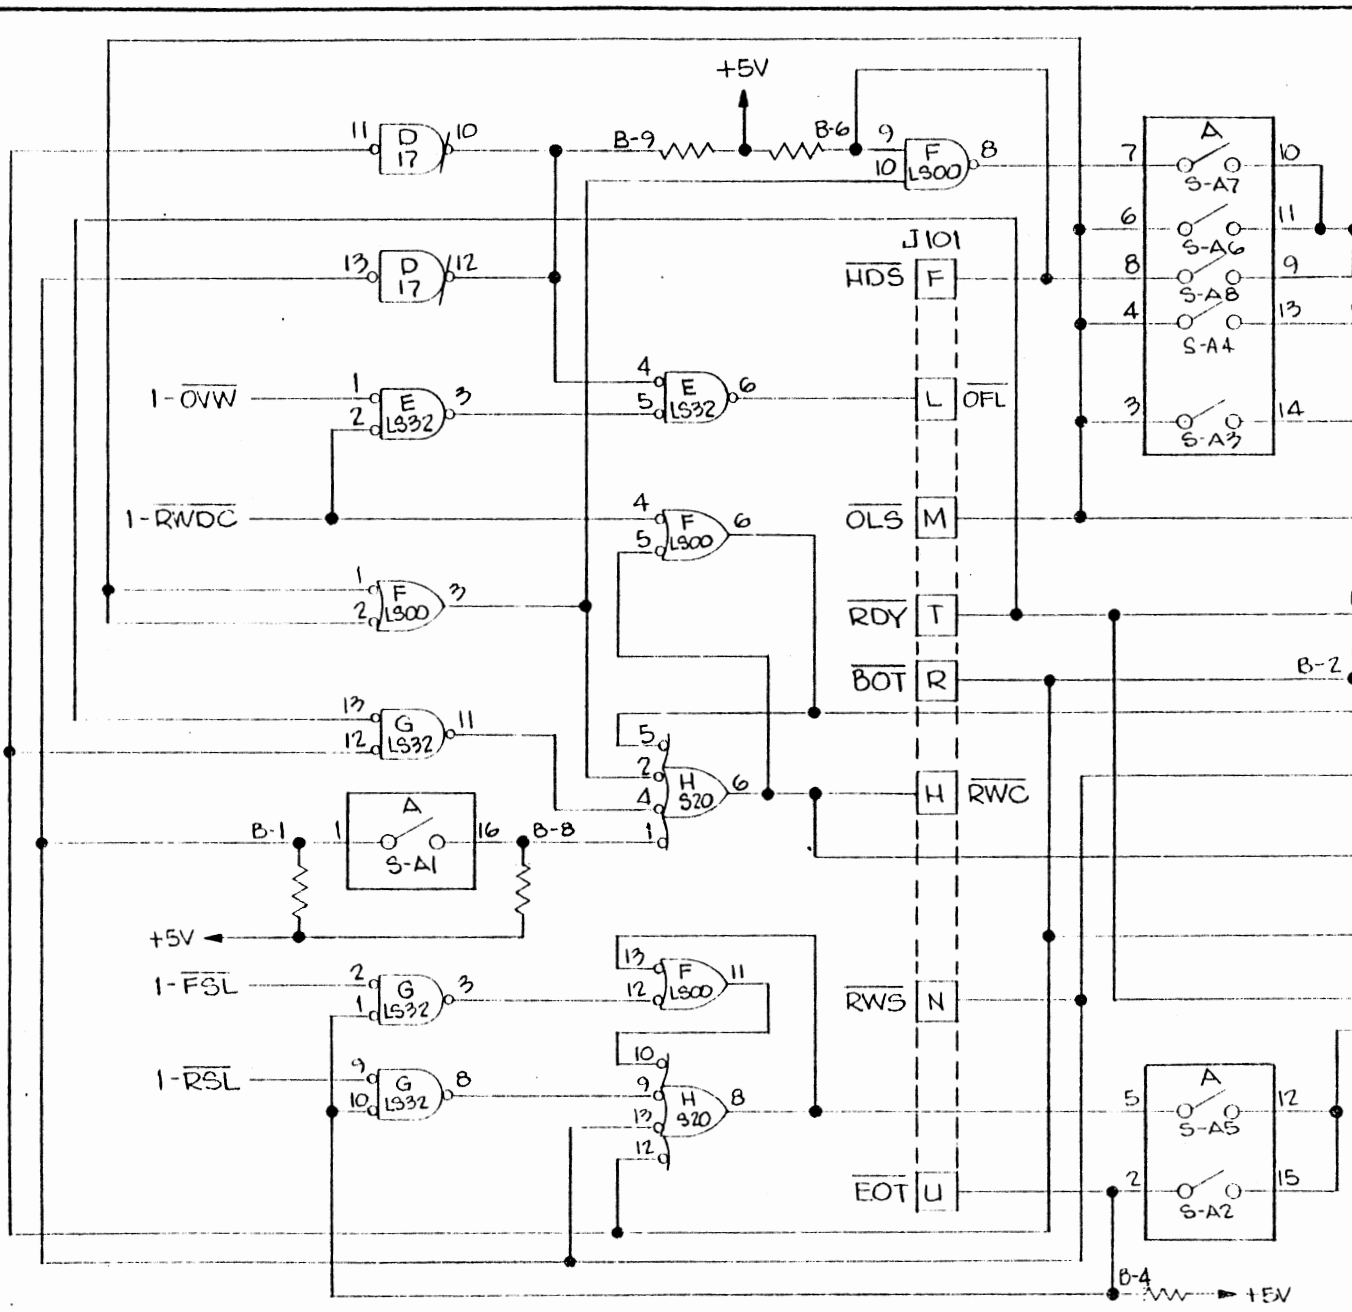 +5V
11 D 17 10
B-9
B-6
9
10 F LS00 8
7 A 10
S-A7
6 11
S-A6
8 9
S-A8
4 13
S-A4
3 14
S-A3
J101
13 D 17 12
HDS F
1-OVW
1
2 E LS32 3
4
5 E LS32 6
L OFL
1-RWDC
4
5 F LS00 6
OLS M
1
2 F LS00 3
RDY T
BOT R
B-2
13
12 G LS32 11
5
2
4
1 H S20 6
H RWC
B-1 1 A 16 B-8
S-A1
+5V
1-FSL
2
1 G LS32 3
13
12 F LS00 11
RWS N
1-RSL
9
10 G LS32 8
10
9
13
12 H S20 8
5 A 12
S-A5
2 15
S-A2
EOT U
B-4
+5V